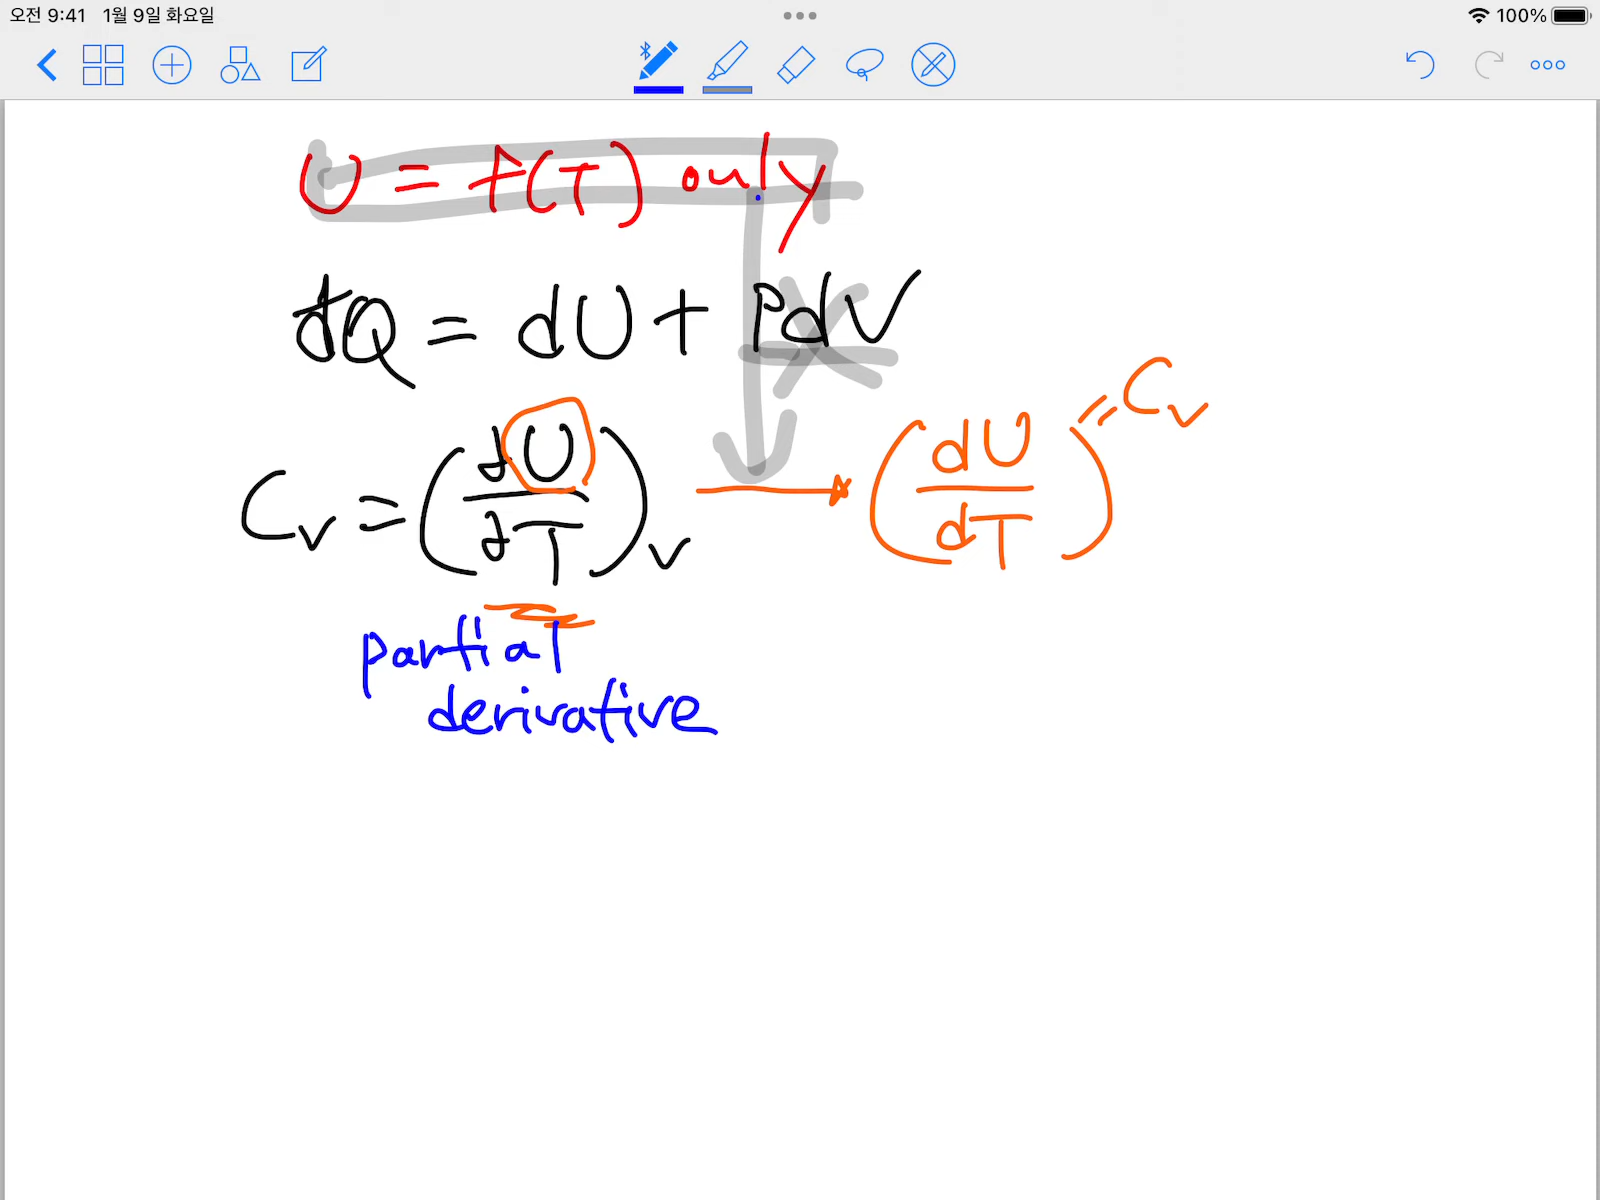 오전 9:41 1월 9일 화요일
100%
U = f(T) only
đQ = dU + PdV
Cv = (∂U/∂T)v → (dU/dT) = Cv
partial
derivative